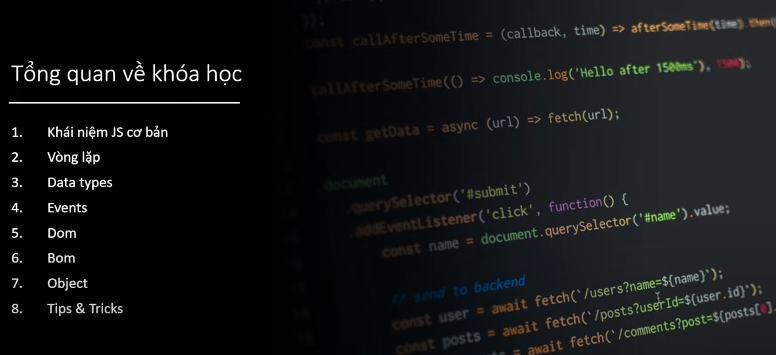 Tổng quan về khóa học
1. Khái niệm JS cơ bản
2. Vòng lặp
3. Data types
4. Events
5. Dom
6. Bom
7. Object
8. Tips & Tricks
});
const callAfterSomeTime = (callback, time) => afterSomeTime(time).then(
callAfterSomeTime(() => console.log('Hello after 1500ms'), 1500);
const getData = async (url) => fetch(url);
document
.querySelector('#submit')
.addEventListener('click', function() {
const name = document.querySelector('#name').value;
// send to backend
const user = await fetch(`/users?name=${name}`);
const posts = await fetch(`/posts?userId=${user.id}`);
= await fetch(`/comments?post=${posts[0].